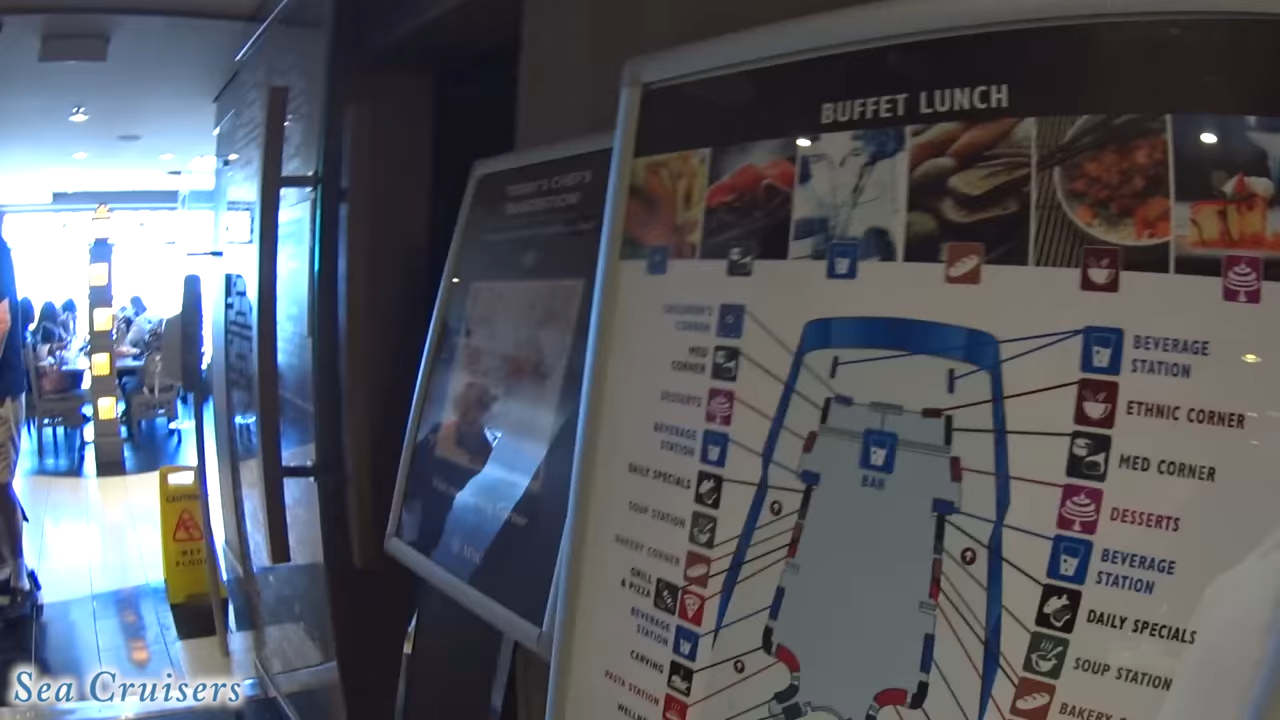 BUFFET LUNCH
TODAY'S CHEF'S
CHILDREN'S
CORNER
MED
CORNER
DESSERTS
BEVERAGE
STATION
DAILY SPECIALS
SOUP STATION
BAKERY CORNER
GRILL
& PIZZA
BEVERAGE
STATION
CARVING
PASTA STATION
BAR
BEVERAGE
STATION
ETHNIC CORNER
MED CORNER
DESSERTS
BEVERAGE
STATION
DAILY SPECIALS
SOUP STATION
BAKERY
CAUTION
WET
FLOOR
Sea Cruisers